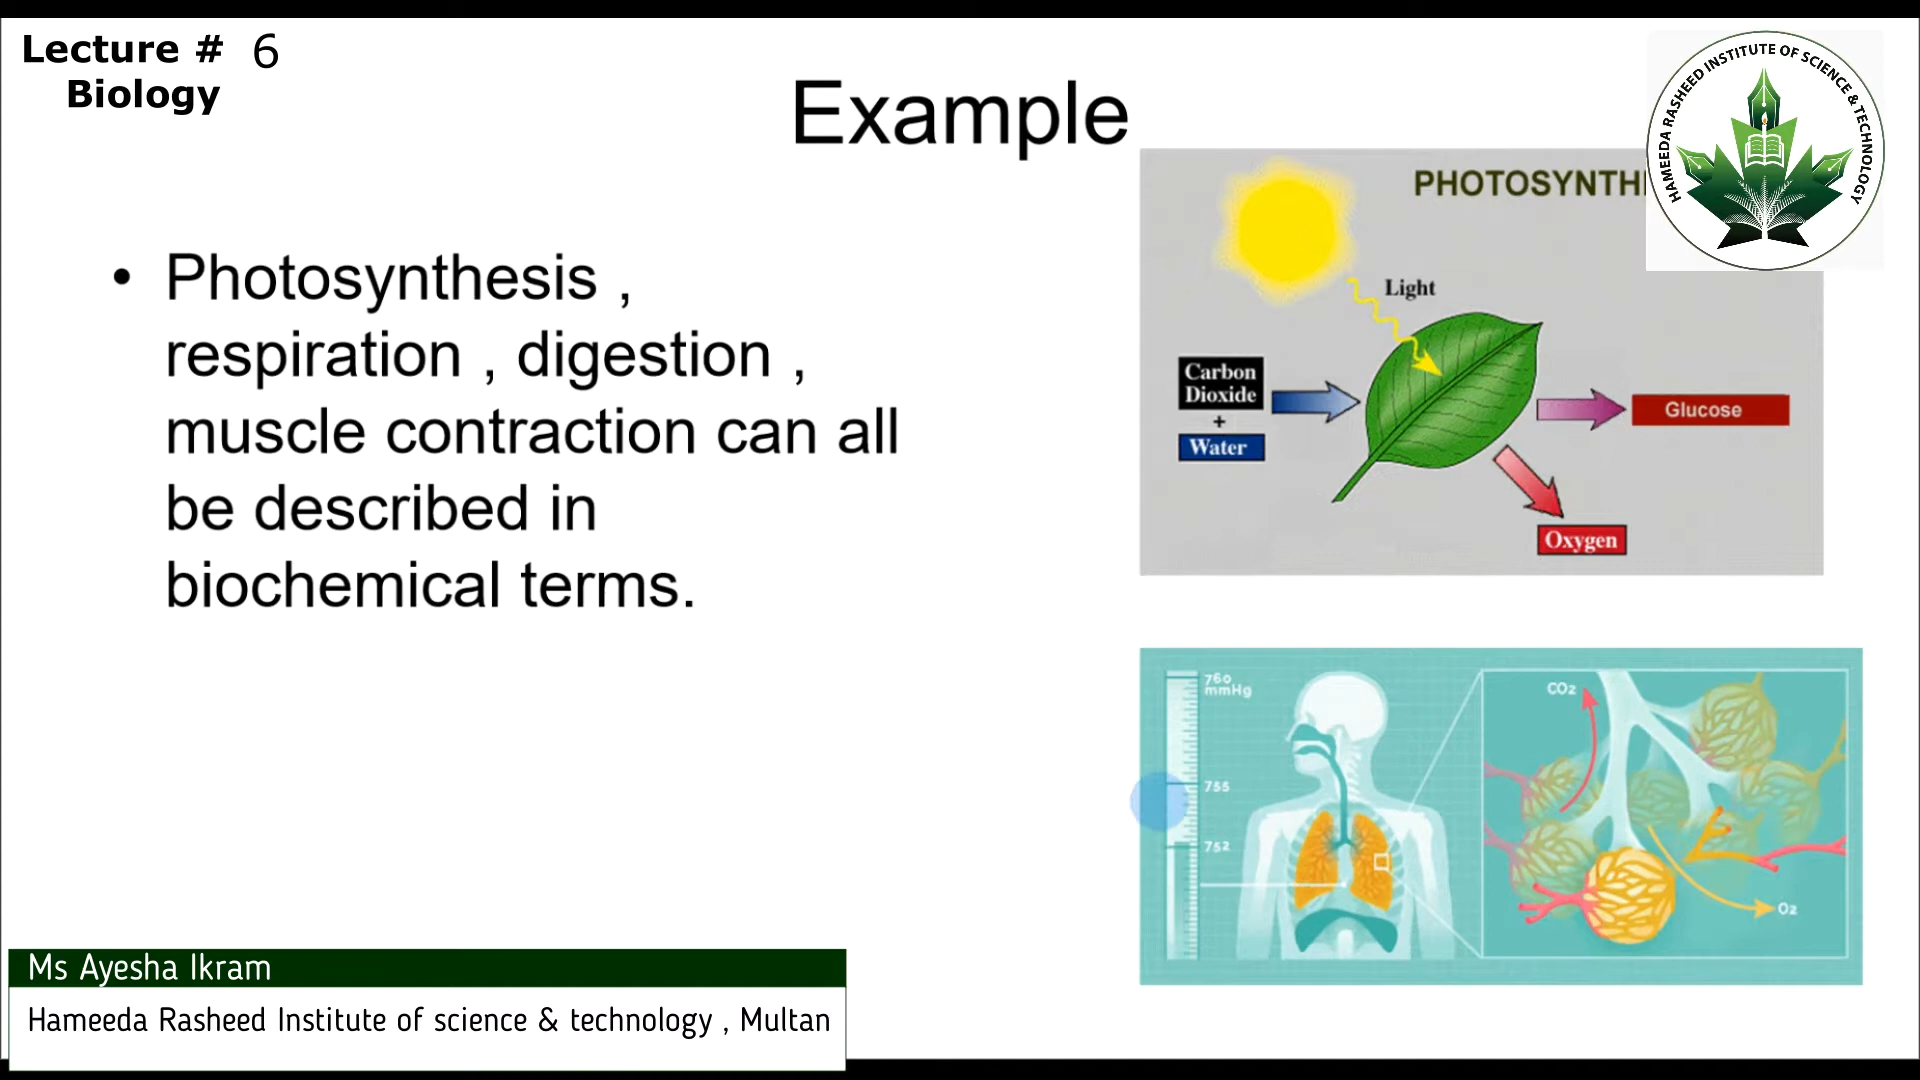 Lecture # 6
Biology
Example
HAMEEDA RASHEED INSTITUTE OF SCIENCE & TECHNOLOGY
• Photosynthesis ,
respiration , digestion ,
muscle contraction can all
be described in
biochemical terms.
PHOTOSYNTH
Light
Carbon
Dioxide
+
Water
Glucose
Oxygen
760
mmHg
755
752
CO2
O2
Ms Ayesha Ikram
Hameeda Rasheed Institute of science & technology , Multan